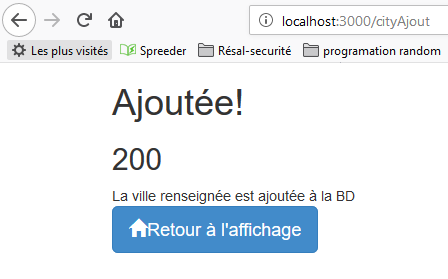 localhost:3000/cityAjout
Les plus visités Spreeder Résal-securité programation random
Ajoutée!
200
La ville renseignée est ajoutée à la BD
Retour à l'affichage